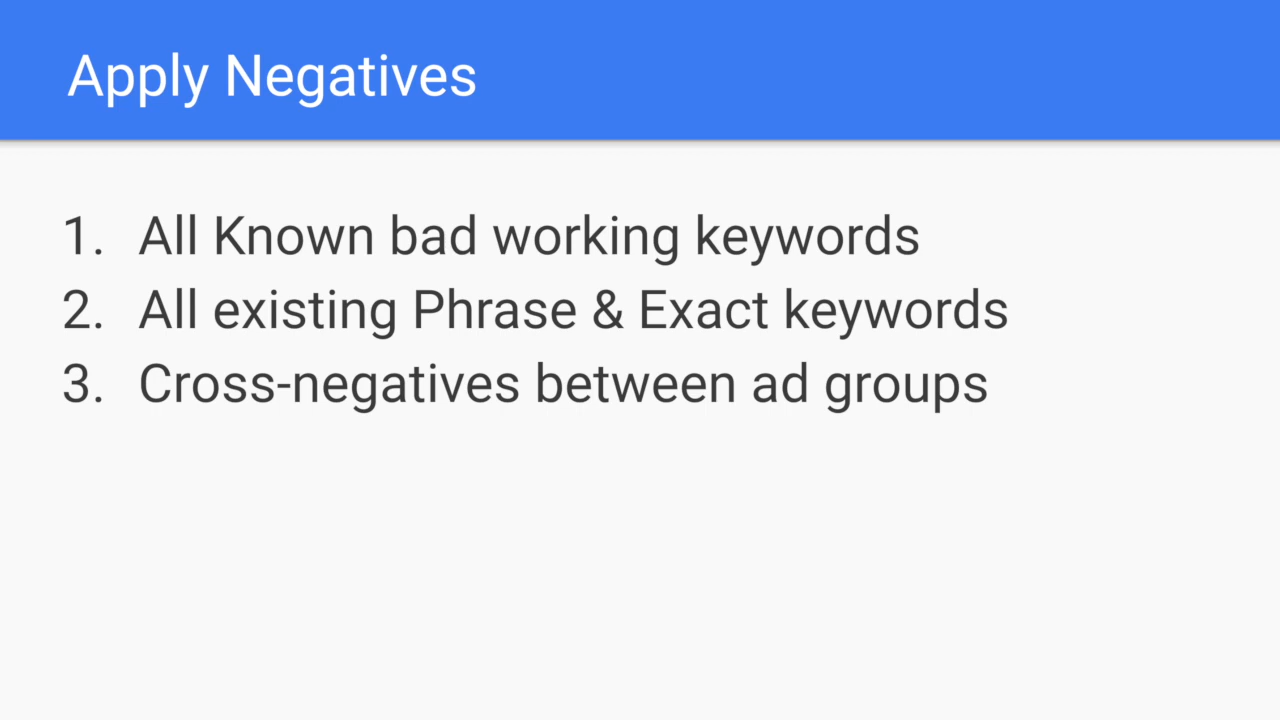 Apply Negatives
1. All Known bad working keywords
2. All existing Phrase & Exact keywords
3. Cross-negatives between ad groups